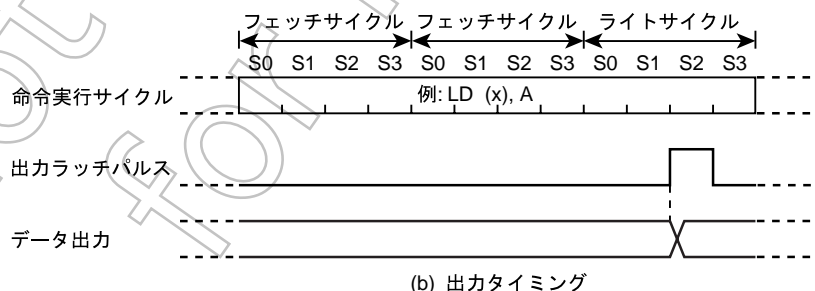 フェッチサイクル フェッチサイクル ライトサイクル
S0 S1 S2 S3 S0 S1 S2 S3 S0 S1 S2 S3
命令実行サイクル
例: LD (x), A
出力ラッチパルス
データ出力
(b) 出力タイミング
for